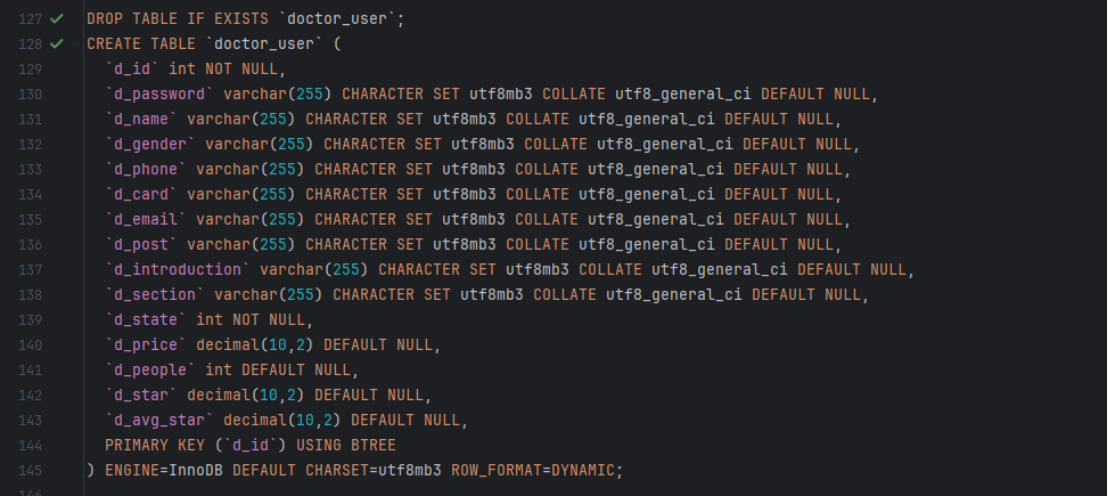 127 DROP TABLE IF EXISTS `doctor_user`;
128 CREATE TABLE `doctor_user` (
129 `d_id` int NOT NULL,
130 `d_password` varchar(255) CHARACTER SET utf8mb3 COLLATE utf8_general_ci DEFAULT NULL,
131 `d_name` varchar(255) CHARACTER SET utf8mb3 COLLATE utf8_general_ci DEFAULT NULL,
132 `d_gender` varchar(255) CHARACTER SET utf8mb3 COLLATE utf8_general_ci DEFAULT NULL,
133 `d_phone` varchar(255) CHARACTER SET utf8mb3 COLLATE utf8_general_ci DEFAULT NULL,
134 `d_card` varchar(255) CHARACTER SET utf8mb3 COLLATE utf8_general_ci DEFAULT NULL,
135 `d_email` varchar(255) CHARACTER SET utf8mb3 COLLATE utf8_general_ci DEFAULT NULL,
136 `d_post` varchar(255) CHARACTER SET utf8mb3 COLLATE utf8_general_ci DEFAULT NULL,
137 `d_introduction` varchar(255) CHARACTER SET utf8mb3 COLLATE utf8_general_ci DEFAULT NULL,
138 `d_section` varchar(255) CHARACTER SET utf8mb3 COLLATE utf8_general_ci DEFAULT NULL,
139 `d_state` int NOT NULL,
140 `d_price` decimal(10,2) DEFAULT NULL,
141 `d_people` int DEFAULT NULL,
142 `d_star` decimal(10,2) DEFAULT NULL,
143 `d_avg_star` decimal(10,2) DEFAULT NULL,
144 PRIMARY KEY (`d_id`) USING BTREE
145 ) ENGINE=InnoDB DEFAULT CHARSET=utf8mb3 ROW_FORMAT=DYNAMIC;
146